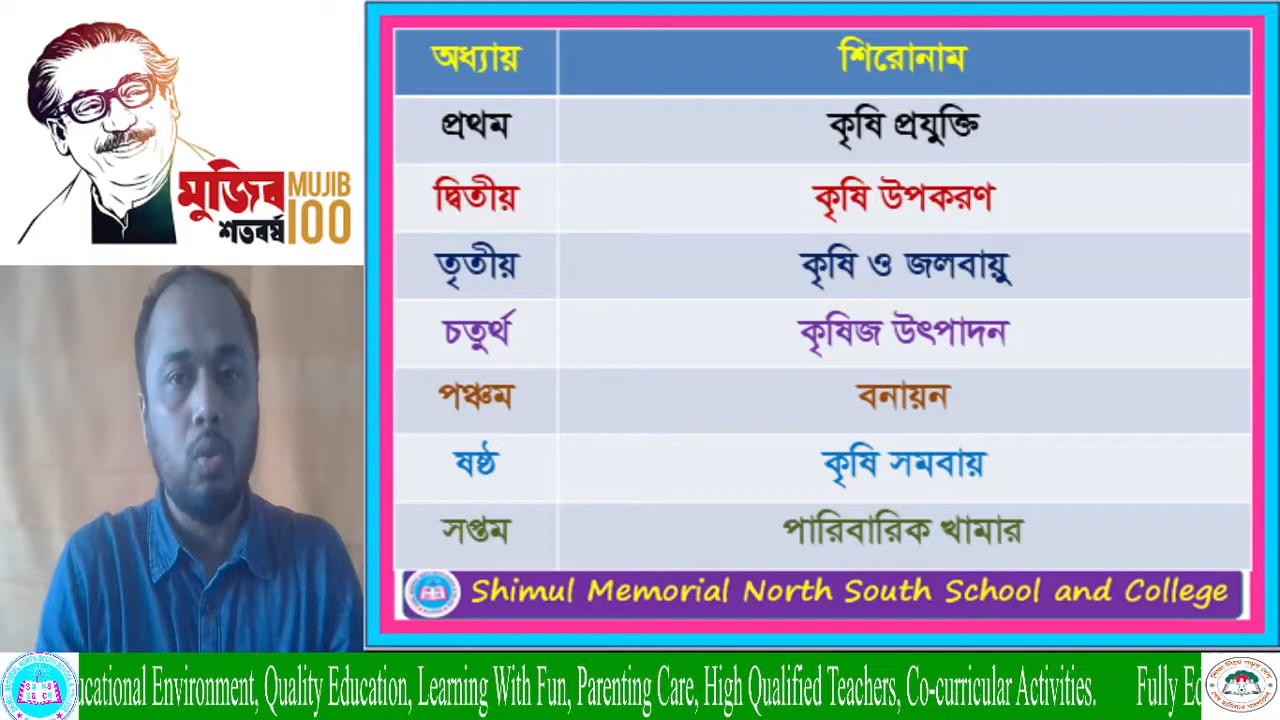 মুজিব
শতবর্ষ
MUJIB
100
অধ্যায় শিরোনাম
প্রথম কৃষি প্রযুক্তি
দ্বিতীয় কৃষি উপকরণ
তৃতীয় কৃষি ও জলবায়ু
চতুর্থ কৃষিজ উৎপাদন
পঞ্চম বনায়ন
ষষ্ঠ কৃষি সমবায়
সপ্তম পারিবারিক খামার
Shimul Memorial North South School and College
ucational Environment, Quality Education, Learning With Fun, Parenting Care, High Qualified Teachers, Co-curricular Activities. Fully Ed